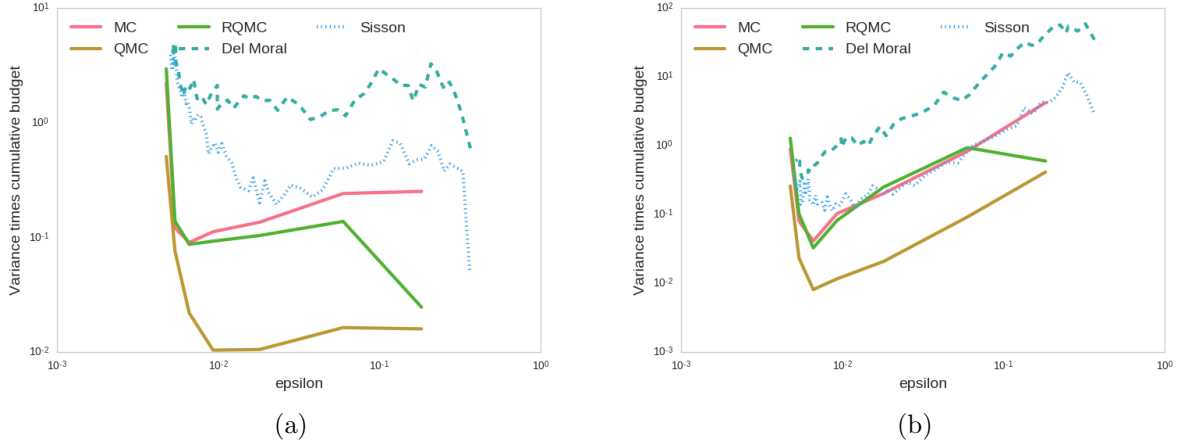 MC
QMC
RQMC
Del Moral
Sisson
Variance times cumulative budget
10^1
10^0
10^-1
10^-2
10^-3
10^-2
10^-1
10^0
epsilon
(a)
MC
QMC
RQMC
Del Moral
Sisson
Variance times cumulative budget
10^2
10^1
10^0
10^-1
10^-2
10^-3
10^-3
10^-2
10^-1
10^0
epsilon
(b)